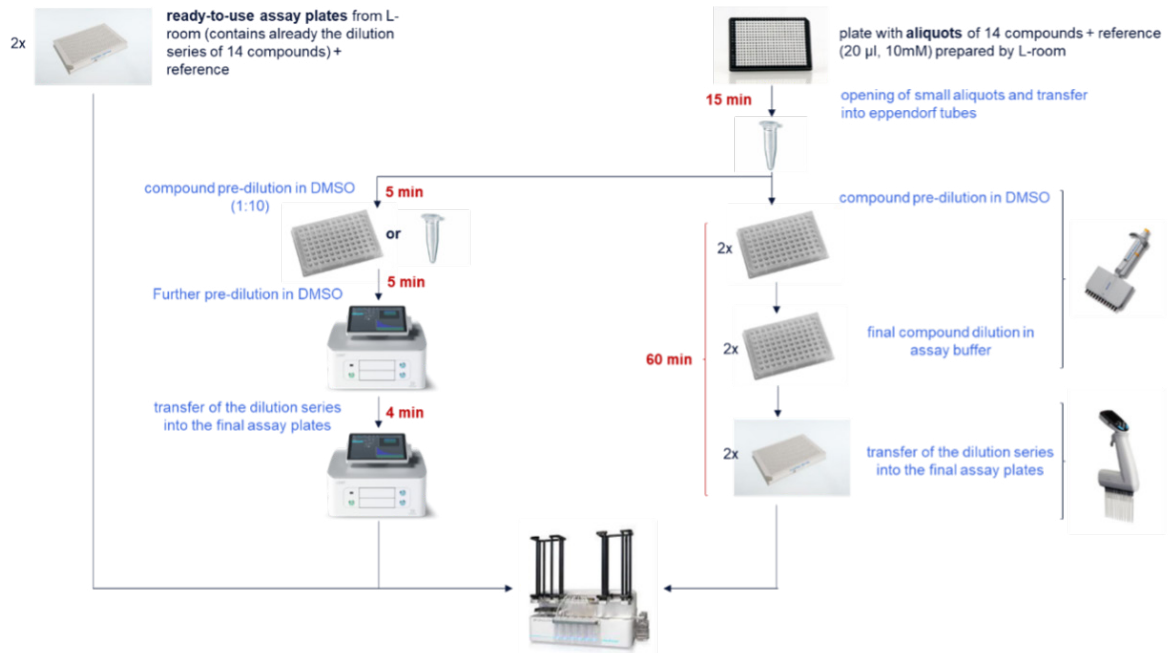 2x
ready-to-use assay plates from L-
room (contains already the dilution
series of 14 compounds) +
reference
plate with aliquots of 14 compounds + reference
(20 µl, 10mM) prepared by L-room
15 min
opening of small aliquots and transfer
into eppendorf tubes
compound pre-dilution in DMSO
(1:10)
5 min
or
compound pre-dilution in DMSO
2x
5 min
Further pre-dilution in DMSO
2x
final compound dilution in
assay buffer
60 min
transfer of the dilution series
into the final assay plates
4 min
2x
transfer of the dilution series
into the final assay plates